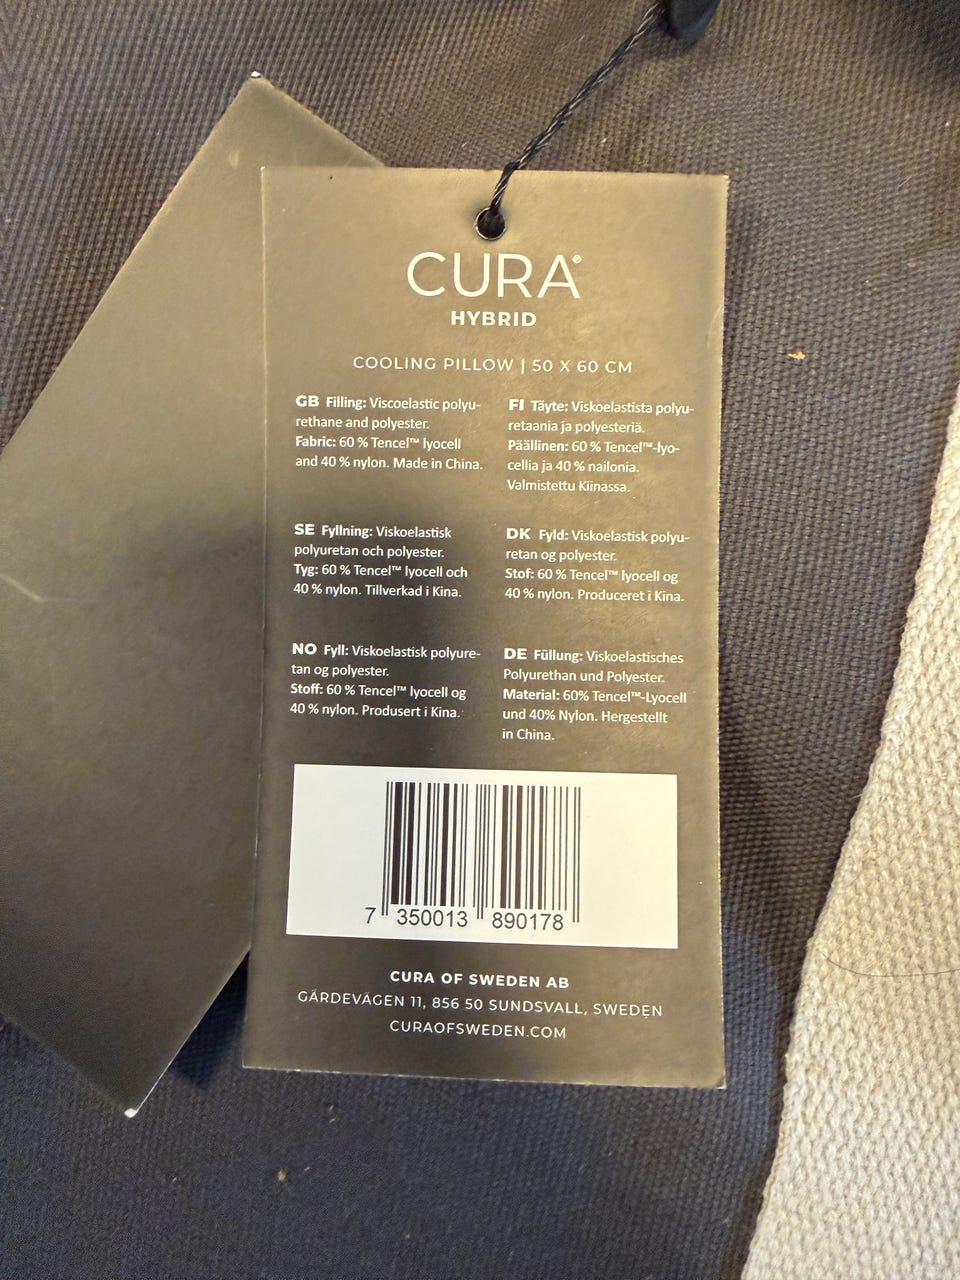 CURA®
HYBRID
COOLING PILLOW | 50 X 60 CM
GB Filling: Viscoelastic polyu-
rethane and polyester.
Fabric: 60 % Tencel™ lyocell
and 40 % nylon. Made in China.
FI Täyte: Viskoelastista polyu-
retaania ja polyesteriä.
Päällinen: 60 % Tencel™-lyo-
cellia ja 40 % nailonia.
Valmistettu Kiinassa.
SE Fyllning: Viskoelastisk
polyuretan och polyester.
Tyg: 60 % Tencel™ lyocell och
40 % nylon. Tillverkad i Kina.
DK Fyld: Viskoelastisk polyu-
retan og polyester.
Stof: 60 % Tencel™ lyocell og
40 % nylon. Produceret i Kina.
NO Fyll: Viskoelastisk polyure-
tan og polyester.
Stoff: 60 % Tencel™ lyocell og
40 % nylon. Produsert i Kina.
DE Füllung: Viskoelastisches
Polyurethan und Polyester.
Material: 60% Tencel™-Lyocell
und 40% Nylon. Hergestellt
in China.
7 350013 890178
CURA OF SWEDEN AB
GÄRDEVÄGEN 11, 856 50 SUNDSVALL, SWEDEN
CURAOFSWEDEN.COM